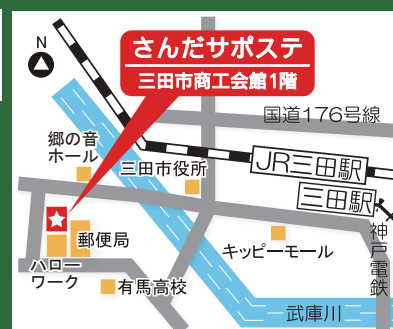 N
さんだサポステ
三田市商工会館1階
国道176号線
郷の音
ホール
三田市役所
JR三田駅
三田駅
神戸電鉄
郵便局
キッピーモール
ハロー
ワーク
有馬高校
武庫川